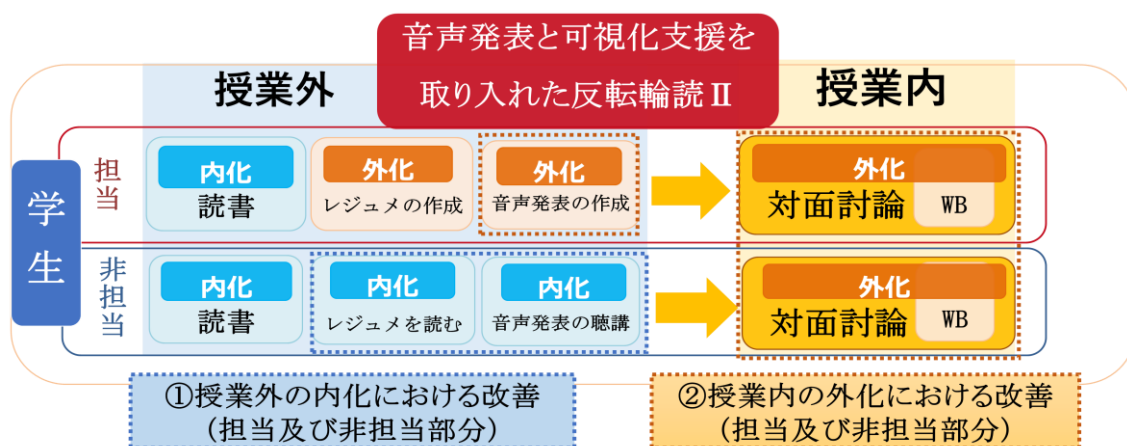 音声発表と可視化支援を
取り入れた反転輪読Ⅱ
授業外
授業内
学生
担当
内化
読書
外化
レジュメの作成
外化
音声発表の作成
外化
対面討論
WB
非担当
内化
読書
内化
レジュメを読む
内化
音声発表の聴講
外化
対面討論
WB
①授業外の内化における改善
(担当及び非担当部分)
②授業内の外化における改善
(担当及び非担当部分)